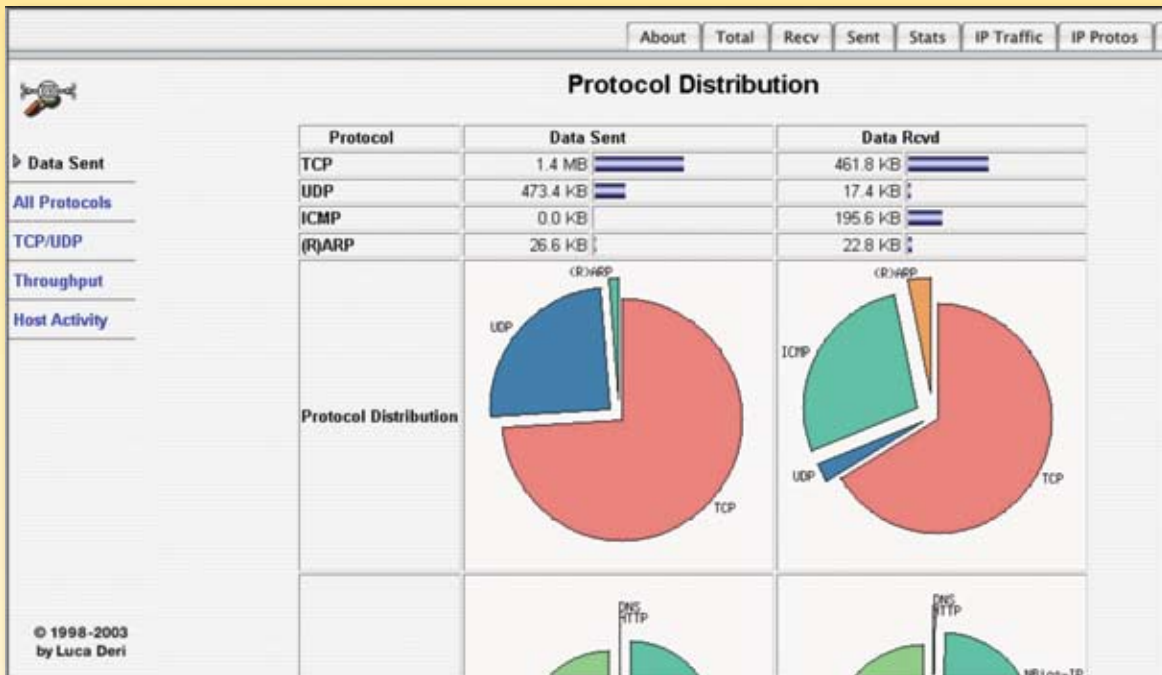 About Total Recv Sent Stats IP Traffic IP Protos
Protocol Distribution
Data Sent
All Protocols
TCP/UDP
Throughput
Host Activity
Protocol Data Sent Data Rcvd
TCP 1.4 MB 461.8 KB
UDP 473.4 KB 17.4 KB
ICMP 0.0 KB 195.6 KB
(R)ARP 26.6 KB 22.8 KB
Protocol Distribution
(R)ARP
UDP
TCP
(R)ARP
ICMP
UDP
TCP
DNS
HTTP
DNS
HTTP
NBios-IP
© 1998-2003
by Luca Deri